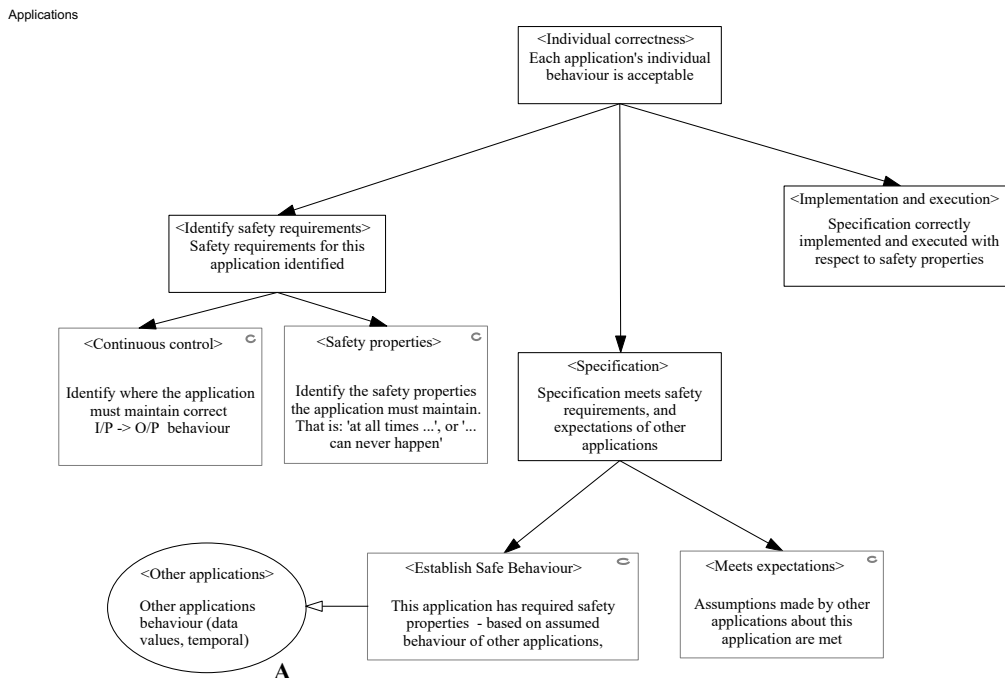 Applications
<Individual correctness>
Each application's individual
behaviour is acceptable
<Implementation and execution>
Specification correctly
implemented and executed with
respect to safety properties
<Identify safety requirements>
Safety requirements for this
application identified
<Continuous control>
Identify where the application
must maintain correct
I/P -> O/P behaviour
<Safety properties>
Identify the safety properties
the application must maintain.
That is: 'at all times ...', or '...
can never happen'
<Specification>
Specification meets safety
requirements, and
expectations of other
applications
<Other applications>
Other applications
behaviour (data
values, temporal)
A
<Establish Safe Behaviour>
This application has required safety
properties - based on assumed
behaviour of other applications,
<Meets expectations>
Assumptions made by other
applications about this
application are met